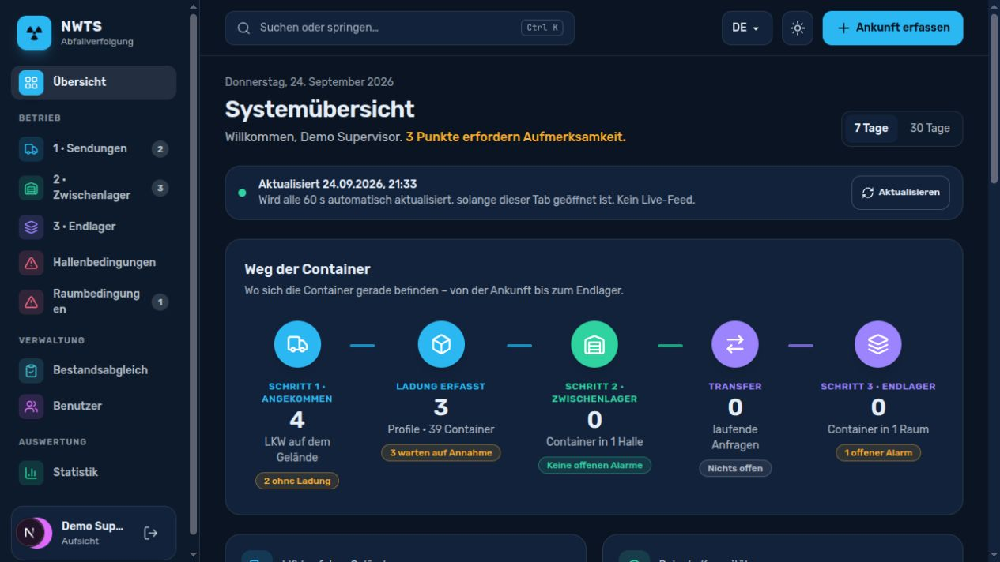 NWTS
Abfallverfolgung
Übersicht
BETRIEB
1 • Sendungen
2
2 •
Zwischenlager
3
3 • Endlager
Hallenbedingungen
Raumbedingung
en
1
VERWALTUNG
Bestandsabgleich
Benutzer
AUSWERTUNG
Statistik
N
Demo Sup...
Aufsicht
Suchen oder springen...
Ctrl K
DE
Ankunft erfassen
Donnerstag, 24. September 2026
Systemübersicht
Willkommen, Demo Supervisor. 3 Punkte erfordern Aufmerksamkeit.
7 Tage
30 Tage
Aktualisiert 24.09.2026, 21:33
Wird alle 60 s automatisch aktualisiert, solange dieser Tab geöffnet ist. Kein Live-Feed.
Aktualisieren
Weg der Container
Wo sich die Container gerade befinden – von der Ankunft bis zum Endlager.
SCHRITT 1 •
ANGEKOMMEN
4
LKW auf dem
Gelände
2 ohne Ladung
LADUNG ERFASST
3
Profile • 39 Container
3 warten auf Annahme
SCHRITT 2 •
ZWISCHENLAGER
0
Container in 1 Halle
Keine offenen Alarme
TRANSFER
0
laufende
Anfragen
Nichts offen
SCHRITT 3 • ENDLAGER
0
Container in 1 Raum
1 offener Alarm